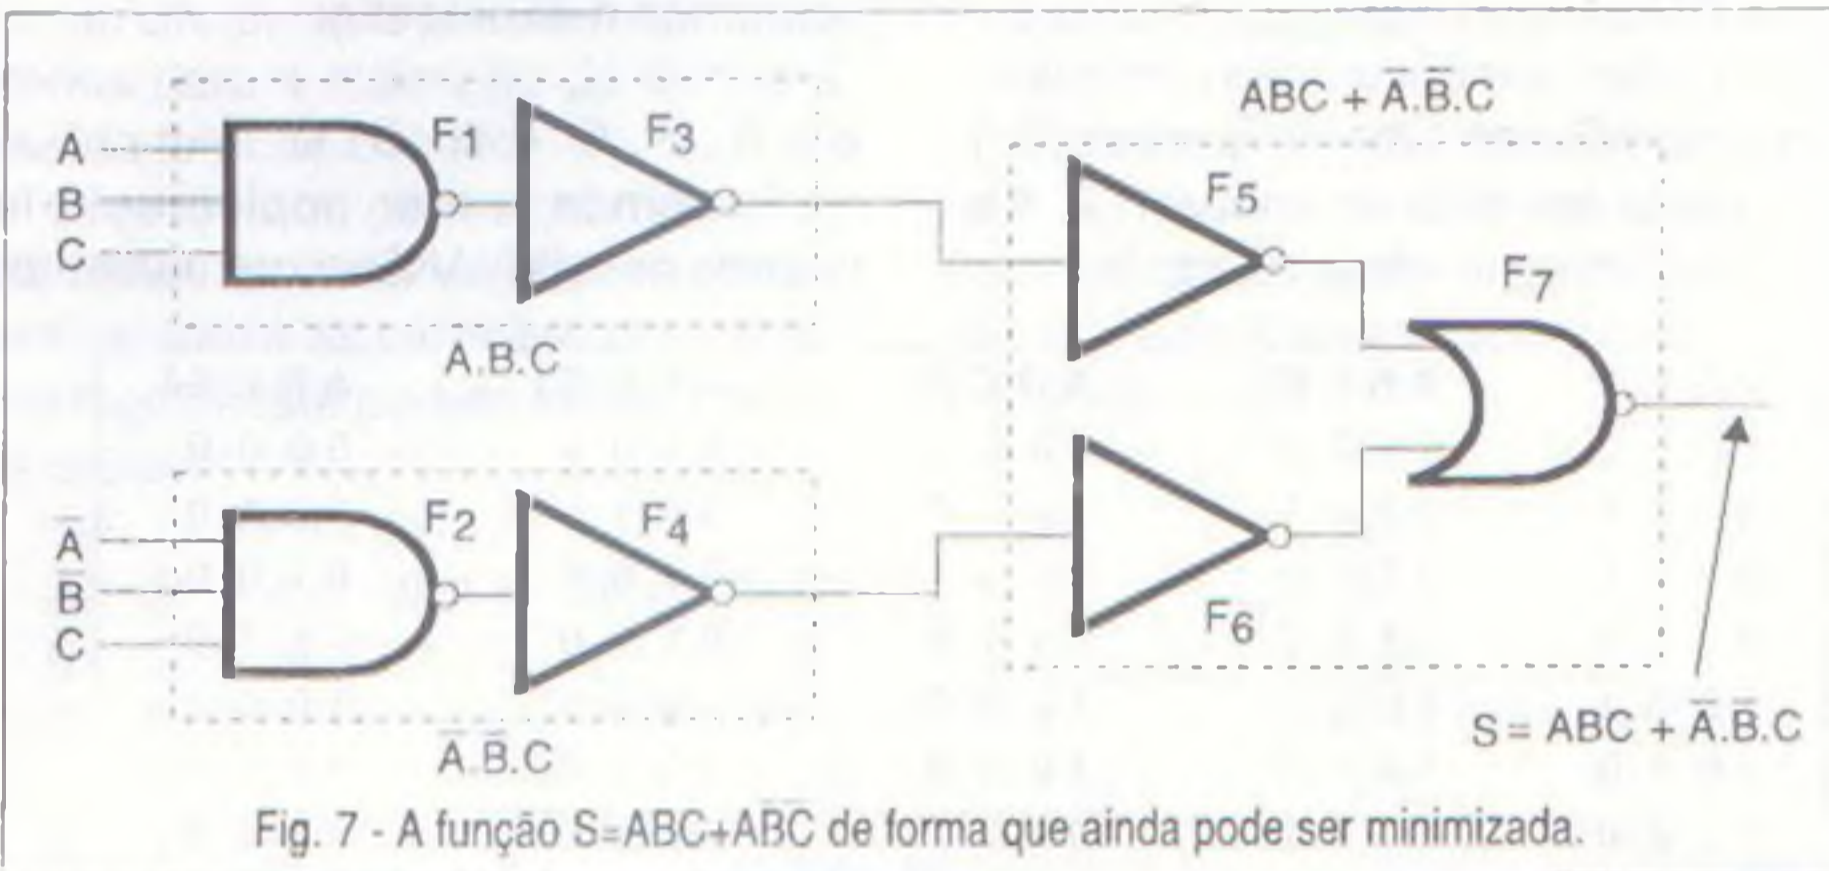 ABC + A̅.B̅.C
A
B
C
F1
F3
F5
F7
A.B.C
A̅
B̅
C
F2
F4
F6
A̅.B̅.C
S= ABC + A̅.B̅.C
Fig. 7 - A função S=ABC+AB̅C̅ de forma que ainda pode ser minimizada.